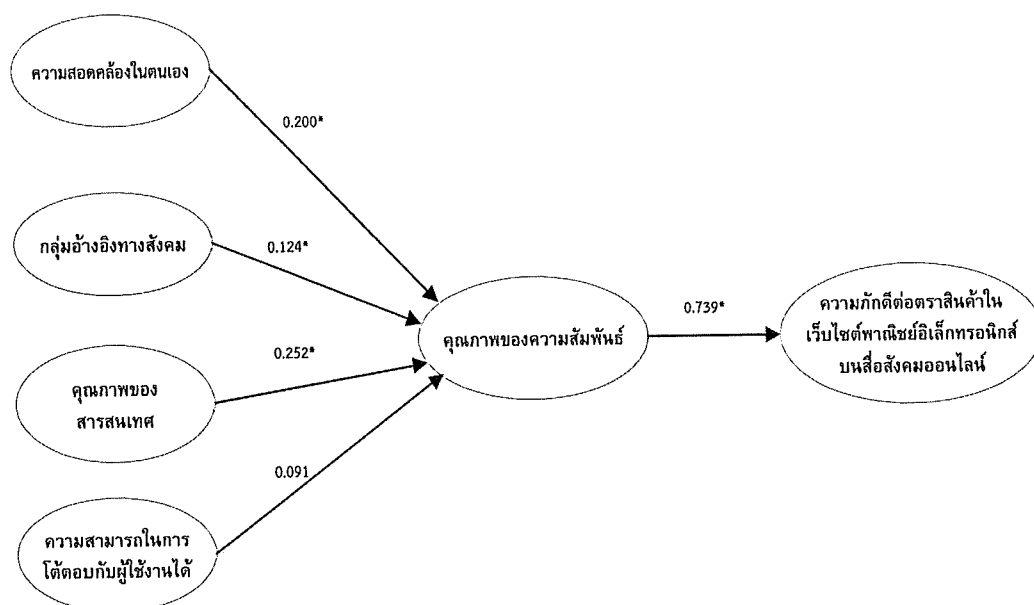 ความสอดคล้องในตนเอง
0.200*
กลุ่มอ้างอิงทางสังคม
0.124*
คุณภาพของความสัมพันธ์
0.739*
ความภักดีต่อตราสินค้าใน
เว็บไซต์พาณิชย์อิเล็กทรอนิกส์
บนสื่อสังคมออนไลน์
0.252*
คุณภาพของ
สารสนเทศ
0.091
ความสามารถในการ
โต้ตอบกับผู้ใช้งานได้